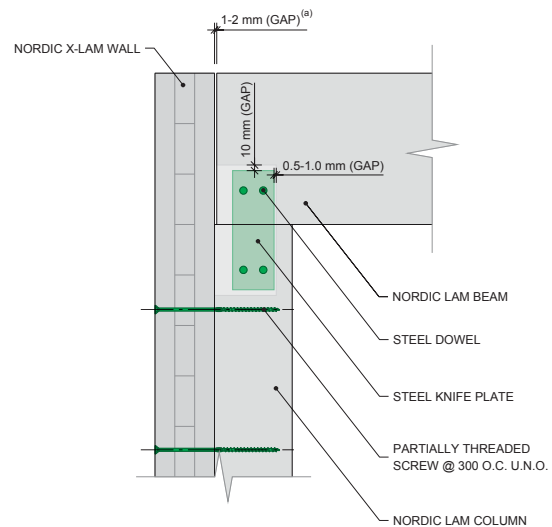 1-2 mm (GAP)(a)
NORDIC X-LAM WALL
10 mm (GAP)
0.5-1.0 mm (GAP)
NORDIC LAM BEAM
STEEL DOWEL
STEEL KNIFE PLATE
PARTIALLY THREADED
SCREW @ 300 O.C. U.N.O.
NORDIC LAM COLUMN